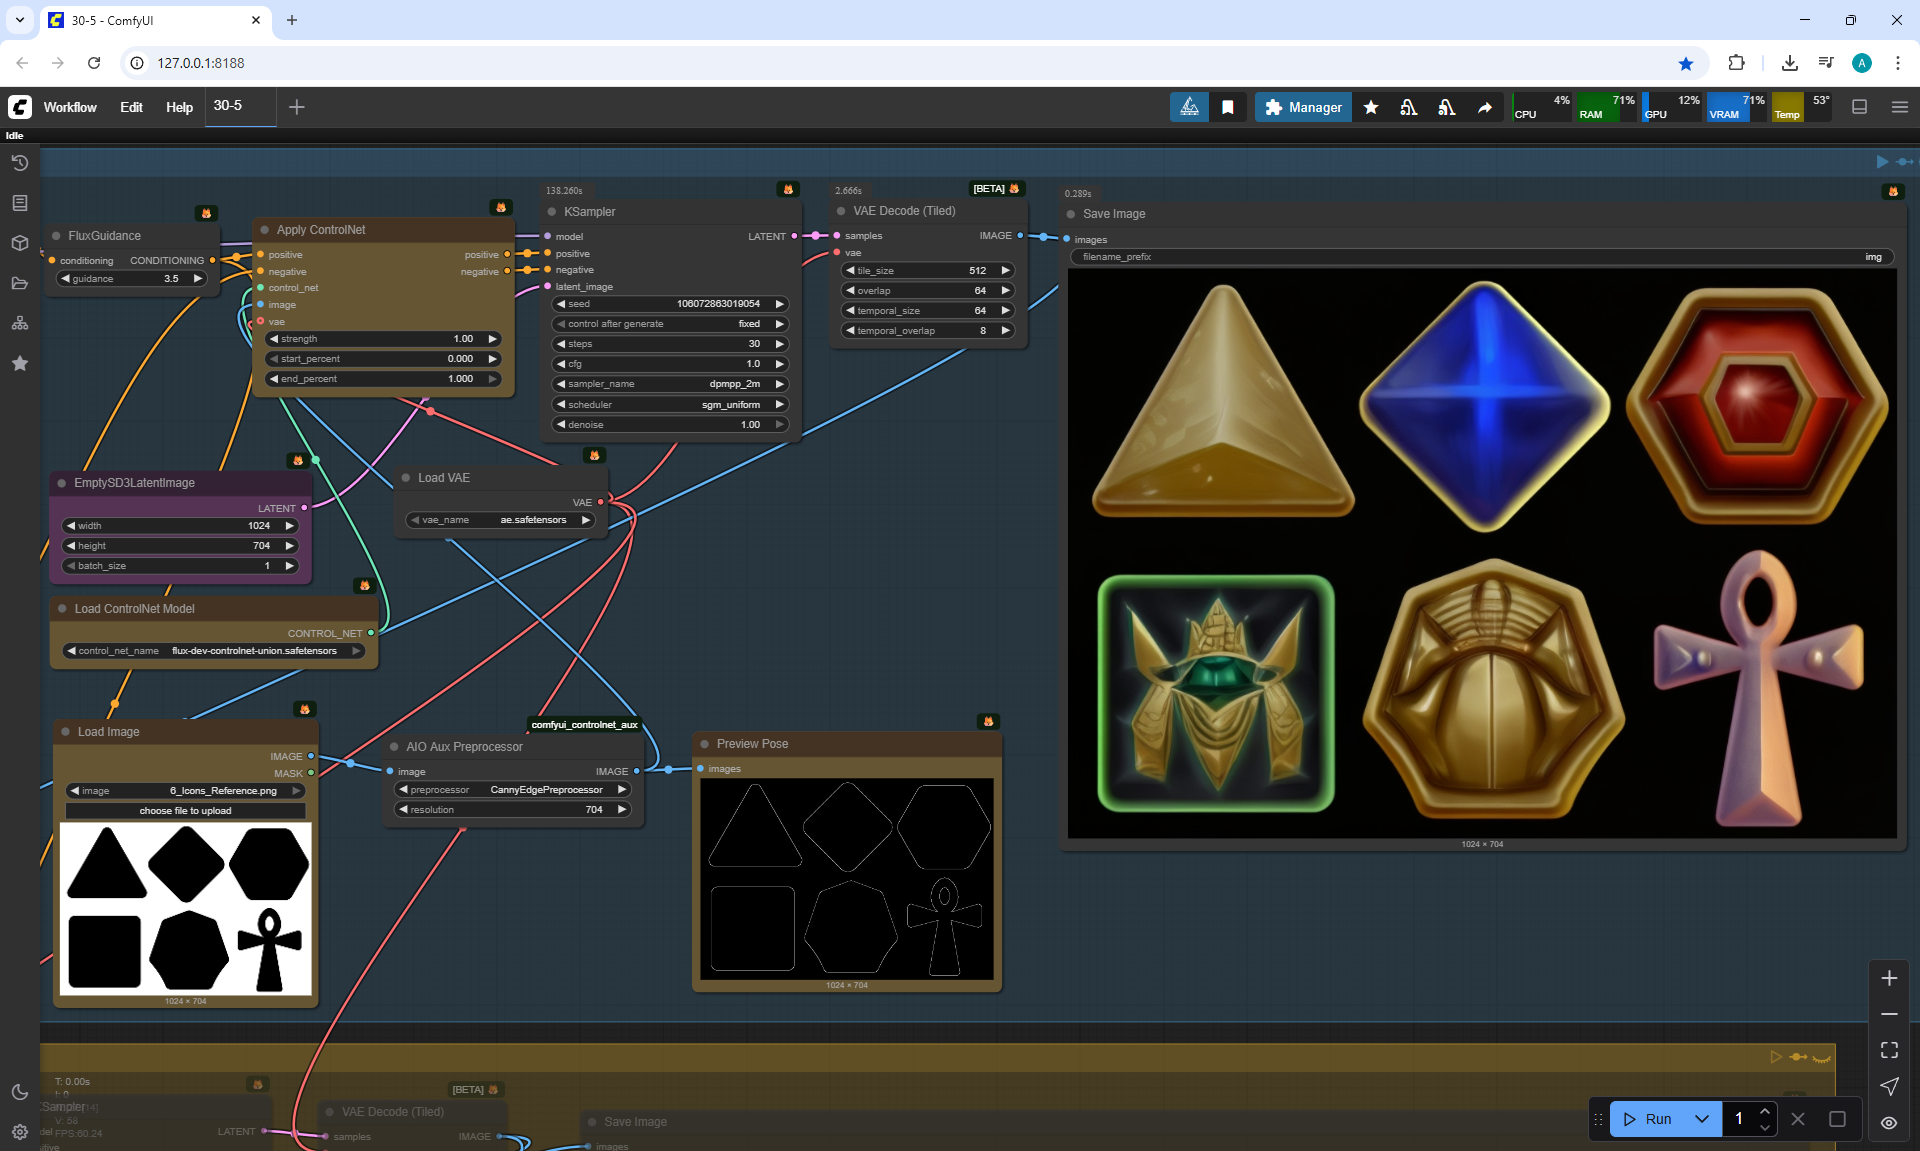 30-5 - ComfyUI
127.0.0.1:8188
A
Workflow
Edit
Help
30-5
Manager
4%
CPU
71%
RAM
12%
GPU
71%
VRAM
53°
Temp
Idle
FluxGuidance
conditioning
CONDITIONING
guidance
3.5
Apply ControlNet
positive
positive
negative
negative
control_net
image
vae
strength
1.00
start_percent
0.000
end_percent
1.000
138.260s
KSampler
model
LATENT
positive
negative
latent_image
seed
106072863019054
control after generate
fixed
steps
30
cfg
1.0
sampler_name
dpmpp_2m
scheduler
sgm_uniform
denoise
1.00
2.666s
[BETA]
VAE Decode (Tiled)
samples
IMAGE
vae
tile_size
512
overlap
64
temporal_size
64
temporal_overlap
8
0.289s
Save Image
images
filename_prefix
img
1024 × 704
EmptySD3LatentImage
LATENT
width
1024
height
704
batch_size
1
Load VAE
VAE
vae_name
ae.safetensors
Load ControlNet Model
CONTROL_NET
control_net_name
flux-dev-controlnet-union.safetensors
Load Image
IMAGE
MASK
image
6_Icons_Reference.png
choose file to upload
1024 × 704
comfyui_controlnet_aux
AIO Aux Preprocessor
image
IMAGE
preprocessor
CannyEdgePreprocessor
resolution
704
Preview Pose
images
1024 × 704
T: 0.00s
I: 0
KSampler
V: 58
FPS:60.24
LATENT
[BETA]
VAE Decode (Tiled)
samples
IMAGE
Save Image
images
Run
1